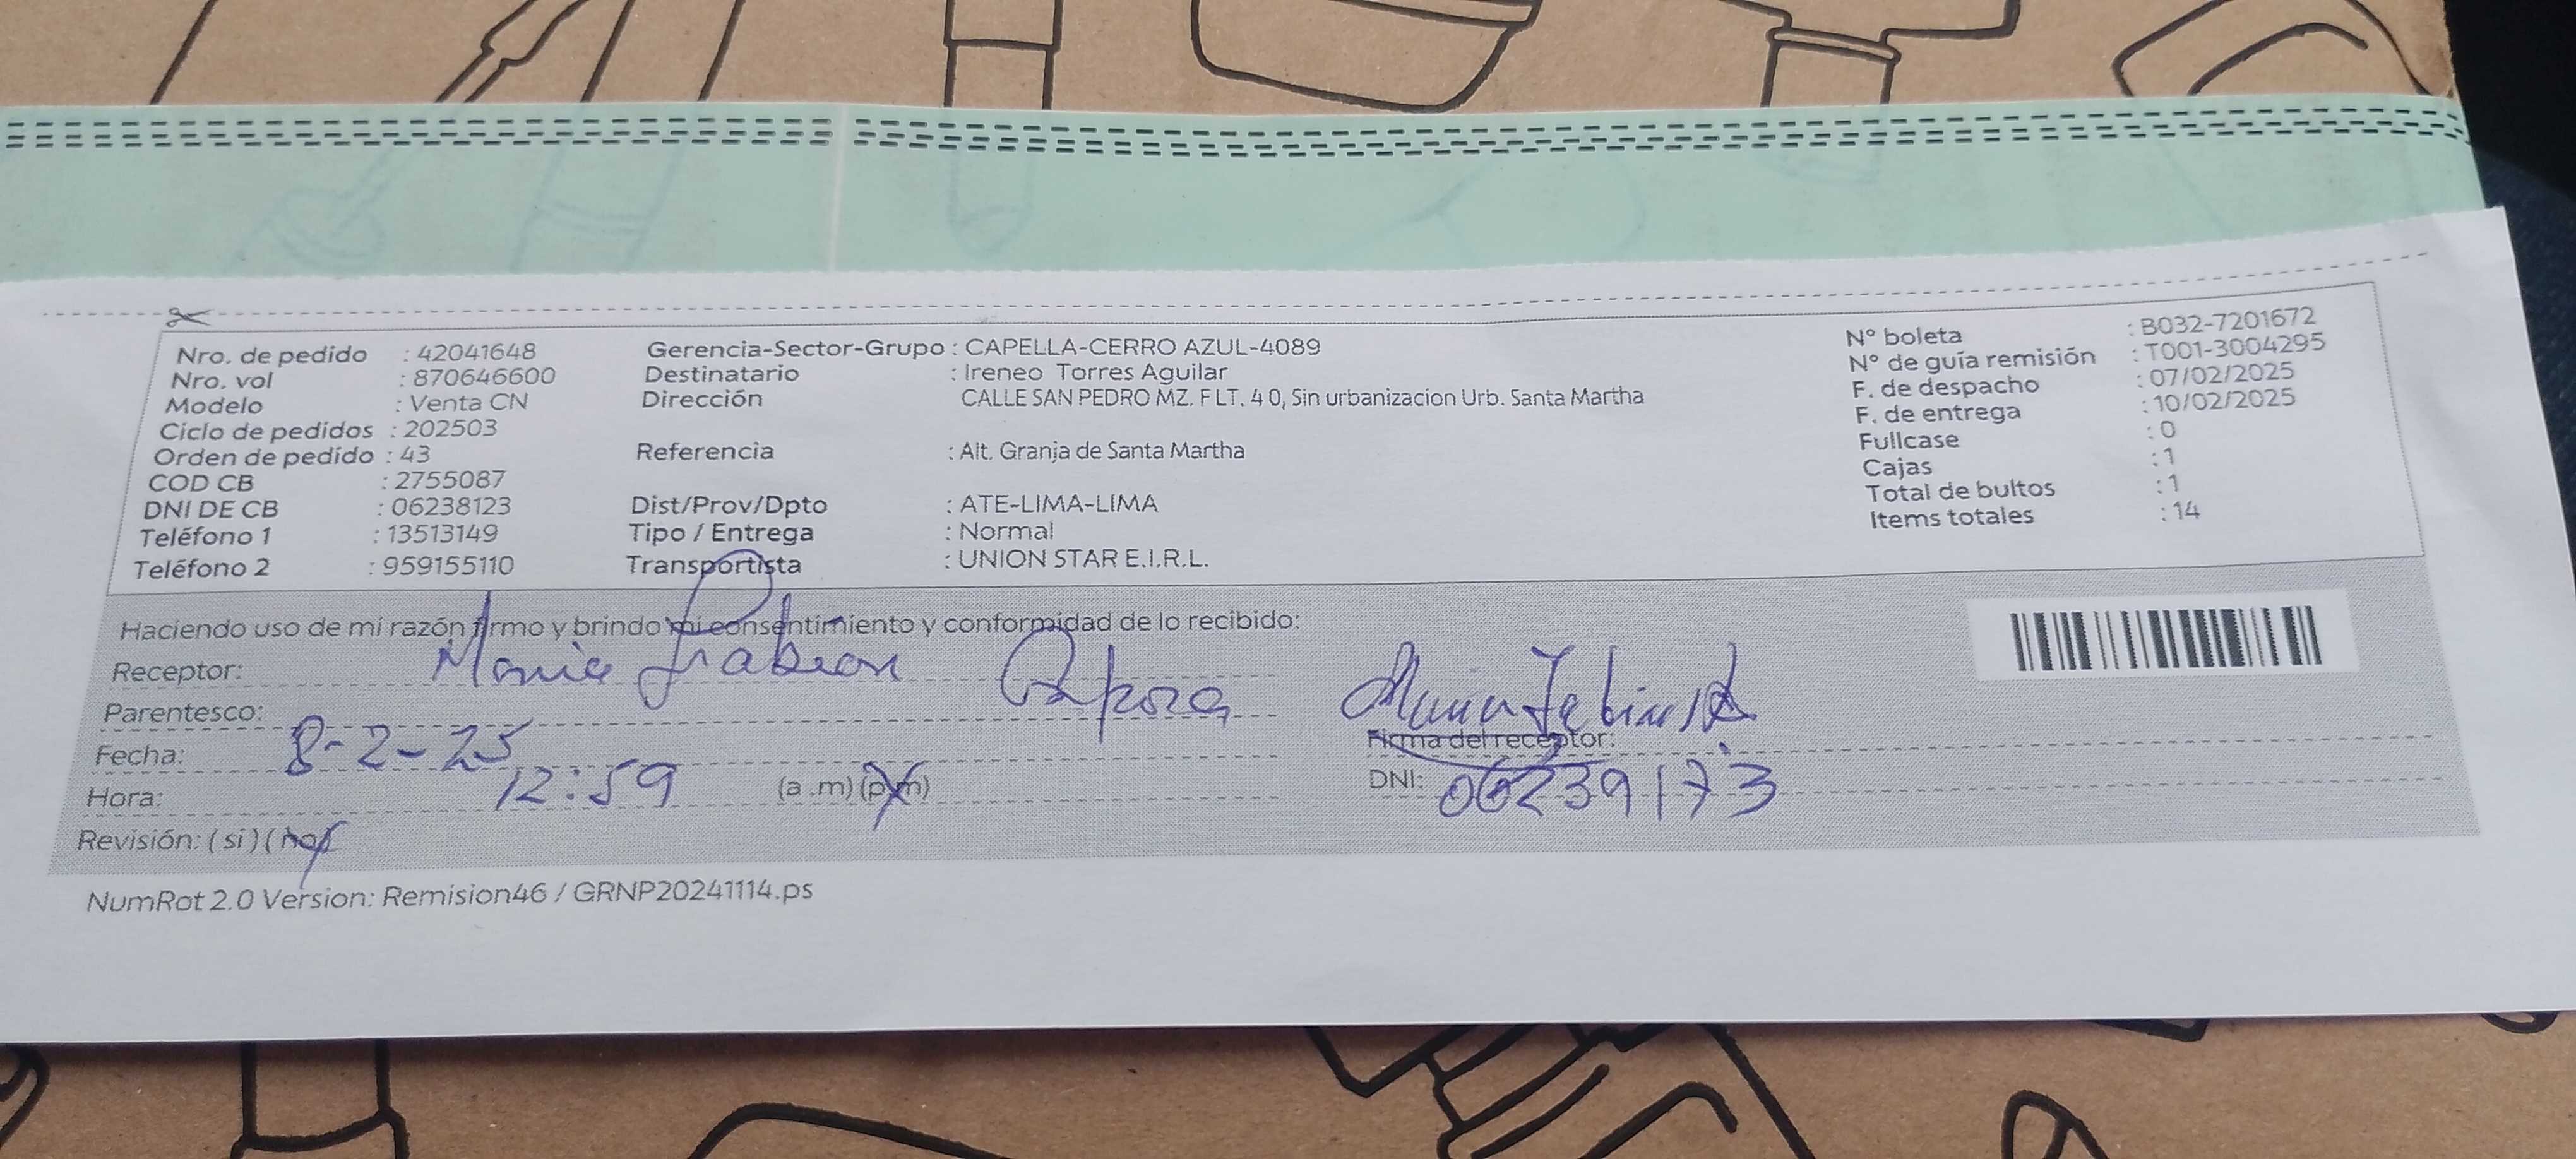 Nro. de pedido : 42041648
Nro. vol : 870646600
Modelo : Venta CN
Ciclo de pedidos : 202503
Orden de pedido : 43
COD CB : 2755087
DNI DE CB : 06238123
Teléfono 1 : 13513149
Teléfono 2 : 959155110
Gerencia-Sector-Grupo : CAPELLA-CERRO AZUL-4089
Destinatario : Ireneo Torres Aguilar
Dirección CALLE SAN PEDRO MZ. F LT. 4 0, Sin urbanizacion Urb. Santa Martha
Referencia : Alt. Granja de Santa Martha
Dist/Prov/Dpto : ATE-LIMA-LIMA
Tipo / Entrega : Normal
Transportista : UNION STAR E.I.R.L.
N° boleta : B032-7201672
N° de guía remisión : T001-3004295
F. de despacho : 07/02/2025
F. de entrega : 10/02/2025
Fullcase : 0
Cajas : 1
Total de bultos : 1
Items totales : 14
Haciendo uso de mi razón firmo y brindo mi consentimiento y conformidad de lo recibido:
Receptor: Maria Fabian
Parentesco: Esposa
Fecha: 8-2-25
Hora: 12:59 (a .m) (p.m)
Revisión: ( si ) ( no )
Maria Fabian
Firma del receptor:
DNI: 06239173
NumRot 2.0 Version: Remision46 / GRNP20241114.ps